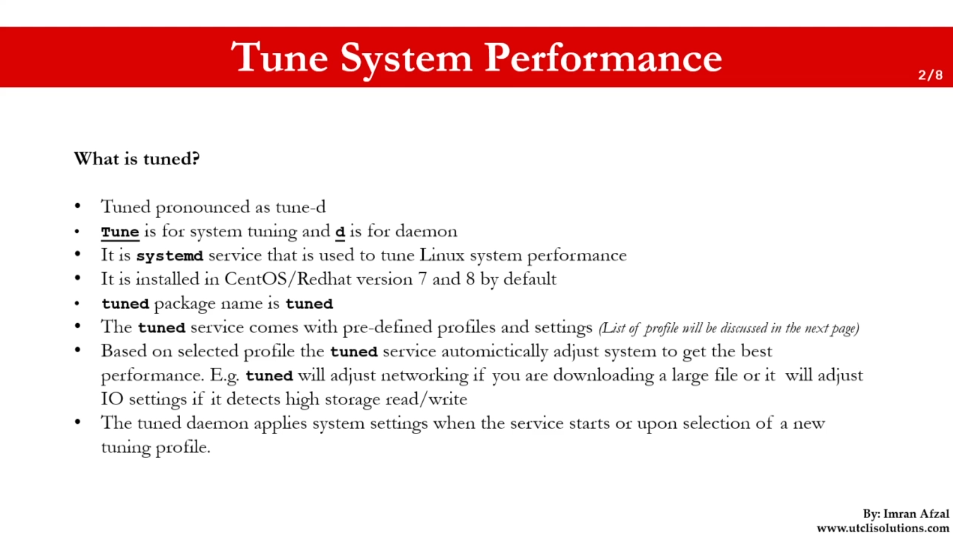 Tune System Performance
2/8
What is tuned?
• Tuned pronounced as tune-d
• Tune is for system tuning and d is for daemon
• It is systemd service that is used to tune Linux system performance
• It is installed in CentOS/Redhat version 7 and 8 by default
• tuned package name is tuned
• The tuned service comes with pre-defined profiles and settings (List of profile will be discussed in the next page)
• Based on selected profile the tuned service automictically adjust system to get the best
performance. E.g. tuned will adjust networking if you are downloading a large file or it will adjust
IO settings if it detects high storage read/write
• The tuned daemon applies system settings when the service starts or upon selection of a new
tuning profile.
By: Imran Afzal
www.utclisolutions.com